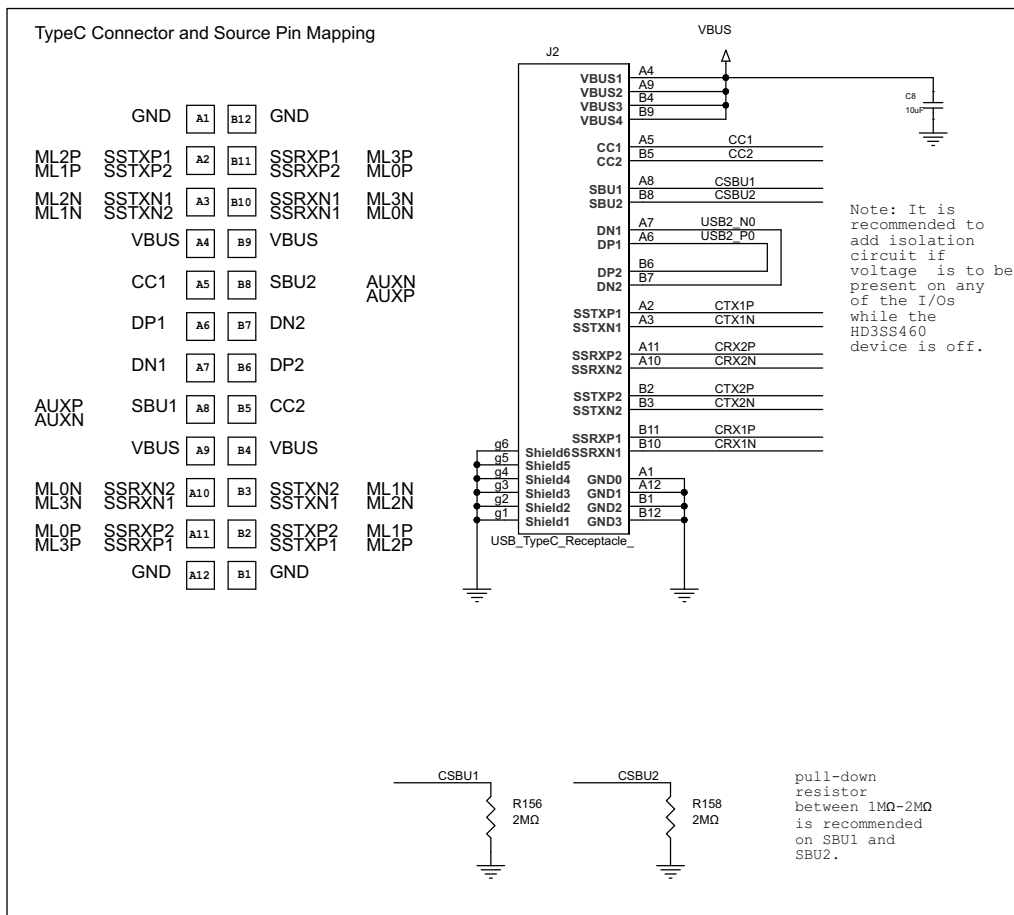 TypeC Connector and Source Pin Mapping
GND A1 B12 GND
ML2P SSTXP1 A2 B11 SSRXP1 ML3P
ML1P SSTXP2 SSRXP2 ML0P
ML2N SSTXN1 A3 B10 SSRXN1 ML3N
ML1N SSTXN2 SSRXN1 ML0N
VBUS A4 B9 VBUS
CC1 A5 B8 SBU2 AUXN
AUXP
DP1 A6 B7 DN2
DN1 A7 B6 DP2
AUXP SBU1 A8 B5 CC2
AUXN
VBUS A9 B4 VBUS
ML0N SSRXN2 A10 B3 SSTXN2 ML1N
ML3N SSRXN1 SSTXN1 ML2N
ML0P SSRXP2 A11 B2 SSTXP2 ML1P
ML3P SSRXP1 SSTXP1 ML2P
GND A12 B1 GND
VBUS
J2
VBUS1 A4
VBUS2 A9
VBUS3 B4
VBUS4 B9
C8
10uF
CC1 A5 CC1
CC2 B5 CC2
SBU1 A8 CSBU1
SBU2 B8 CSBU2
DN1 A7 USB2_N0
DP1 A6 USB2_P0
DP2 B6
DN2 B7
SSTXP1 A2 CTX1P
SSTXN1 A3 CTX1N
SSRXP2 A11 CRX2P
SSRXN2 A10 CRX2N
SSTXP2 B2 CTX2P
SSTXN2 B3 CTX2N
SSRXP1 B11 CRX1P
g6 Shield6 SSRXN1 B10 CRX1N
g5 Shield5
g4 Shield4 GND0 A1
g3 Shield3 GND1 A12
g2 Shield2 GND2 B1
g1 Shield1 GND3 B12
USB_TypeC_Receptacle_
Note: It is
recommended to
add isolation
circuit if
voltage is to be
present on any
of the I/Os
while the
HD3SS460
device is off.
CSBU1
R156
2MΩ
CSBU2
R158
2MΩ
pull-down
resistor
between 1MΩ-2MΩ
is recommended
on SBU1 and
SBU2.